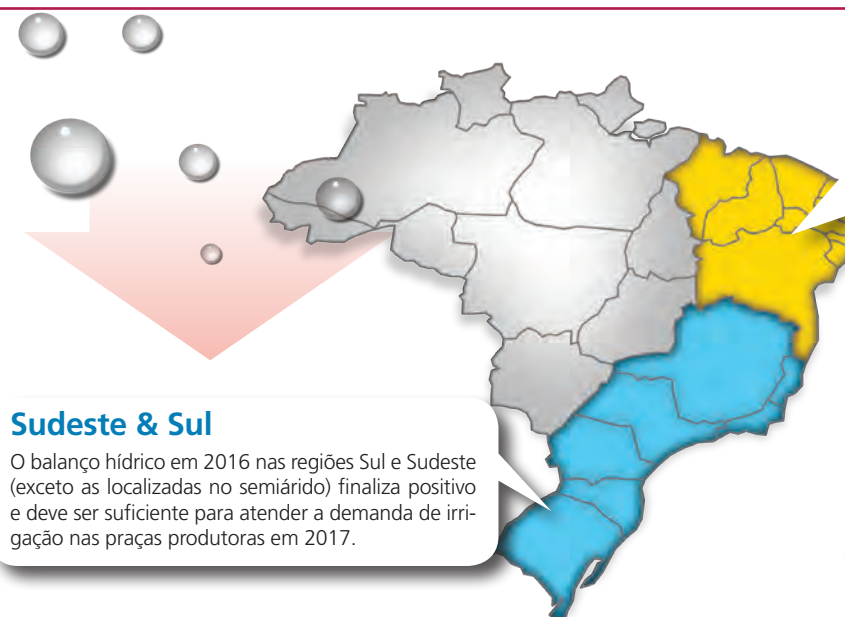 Sudeste & Sul
O balanço hídrico em 2016 nas regiões Sul e Sudeste
(exceto as localizadas no semiárido) finaliza positivo
e deve ser suficiente para atender a demanda de irri-
gação nas praças produtoras em 2017.